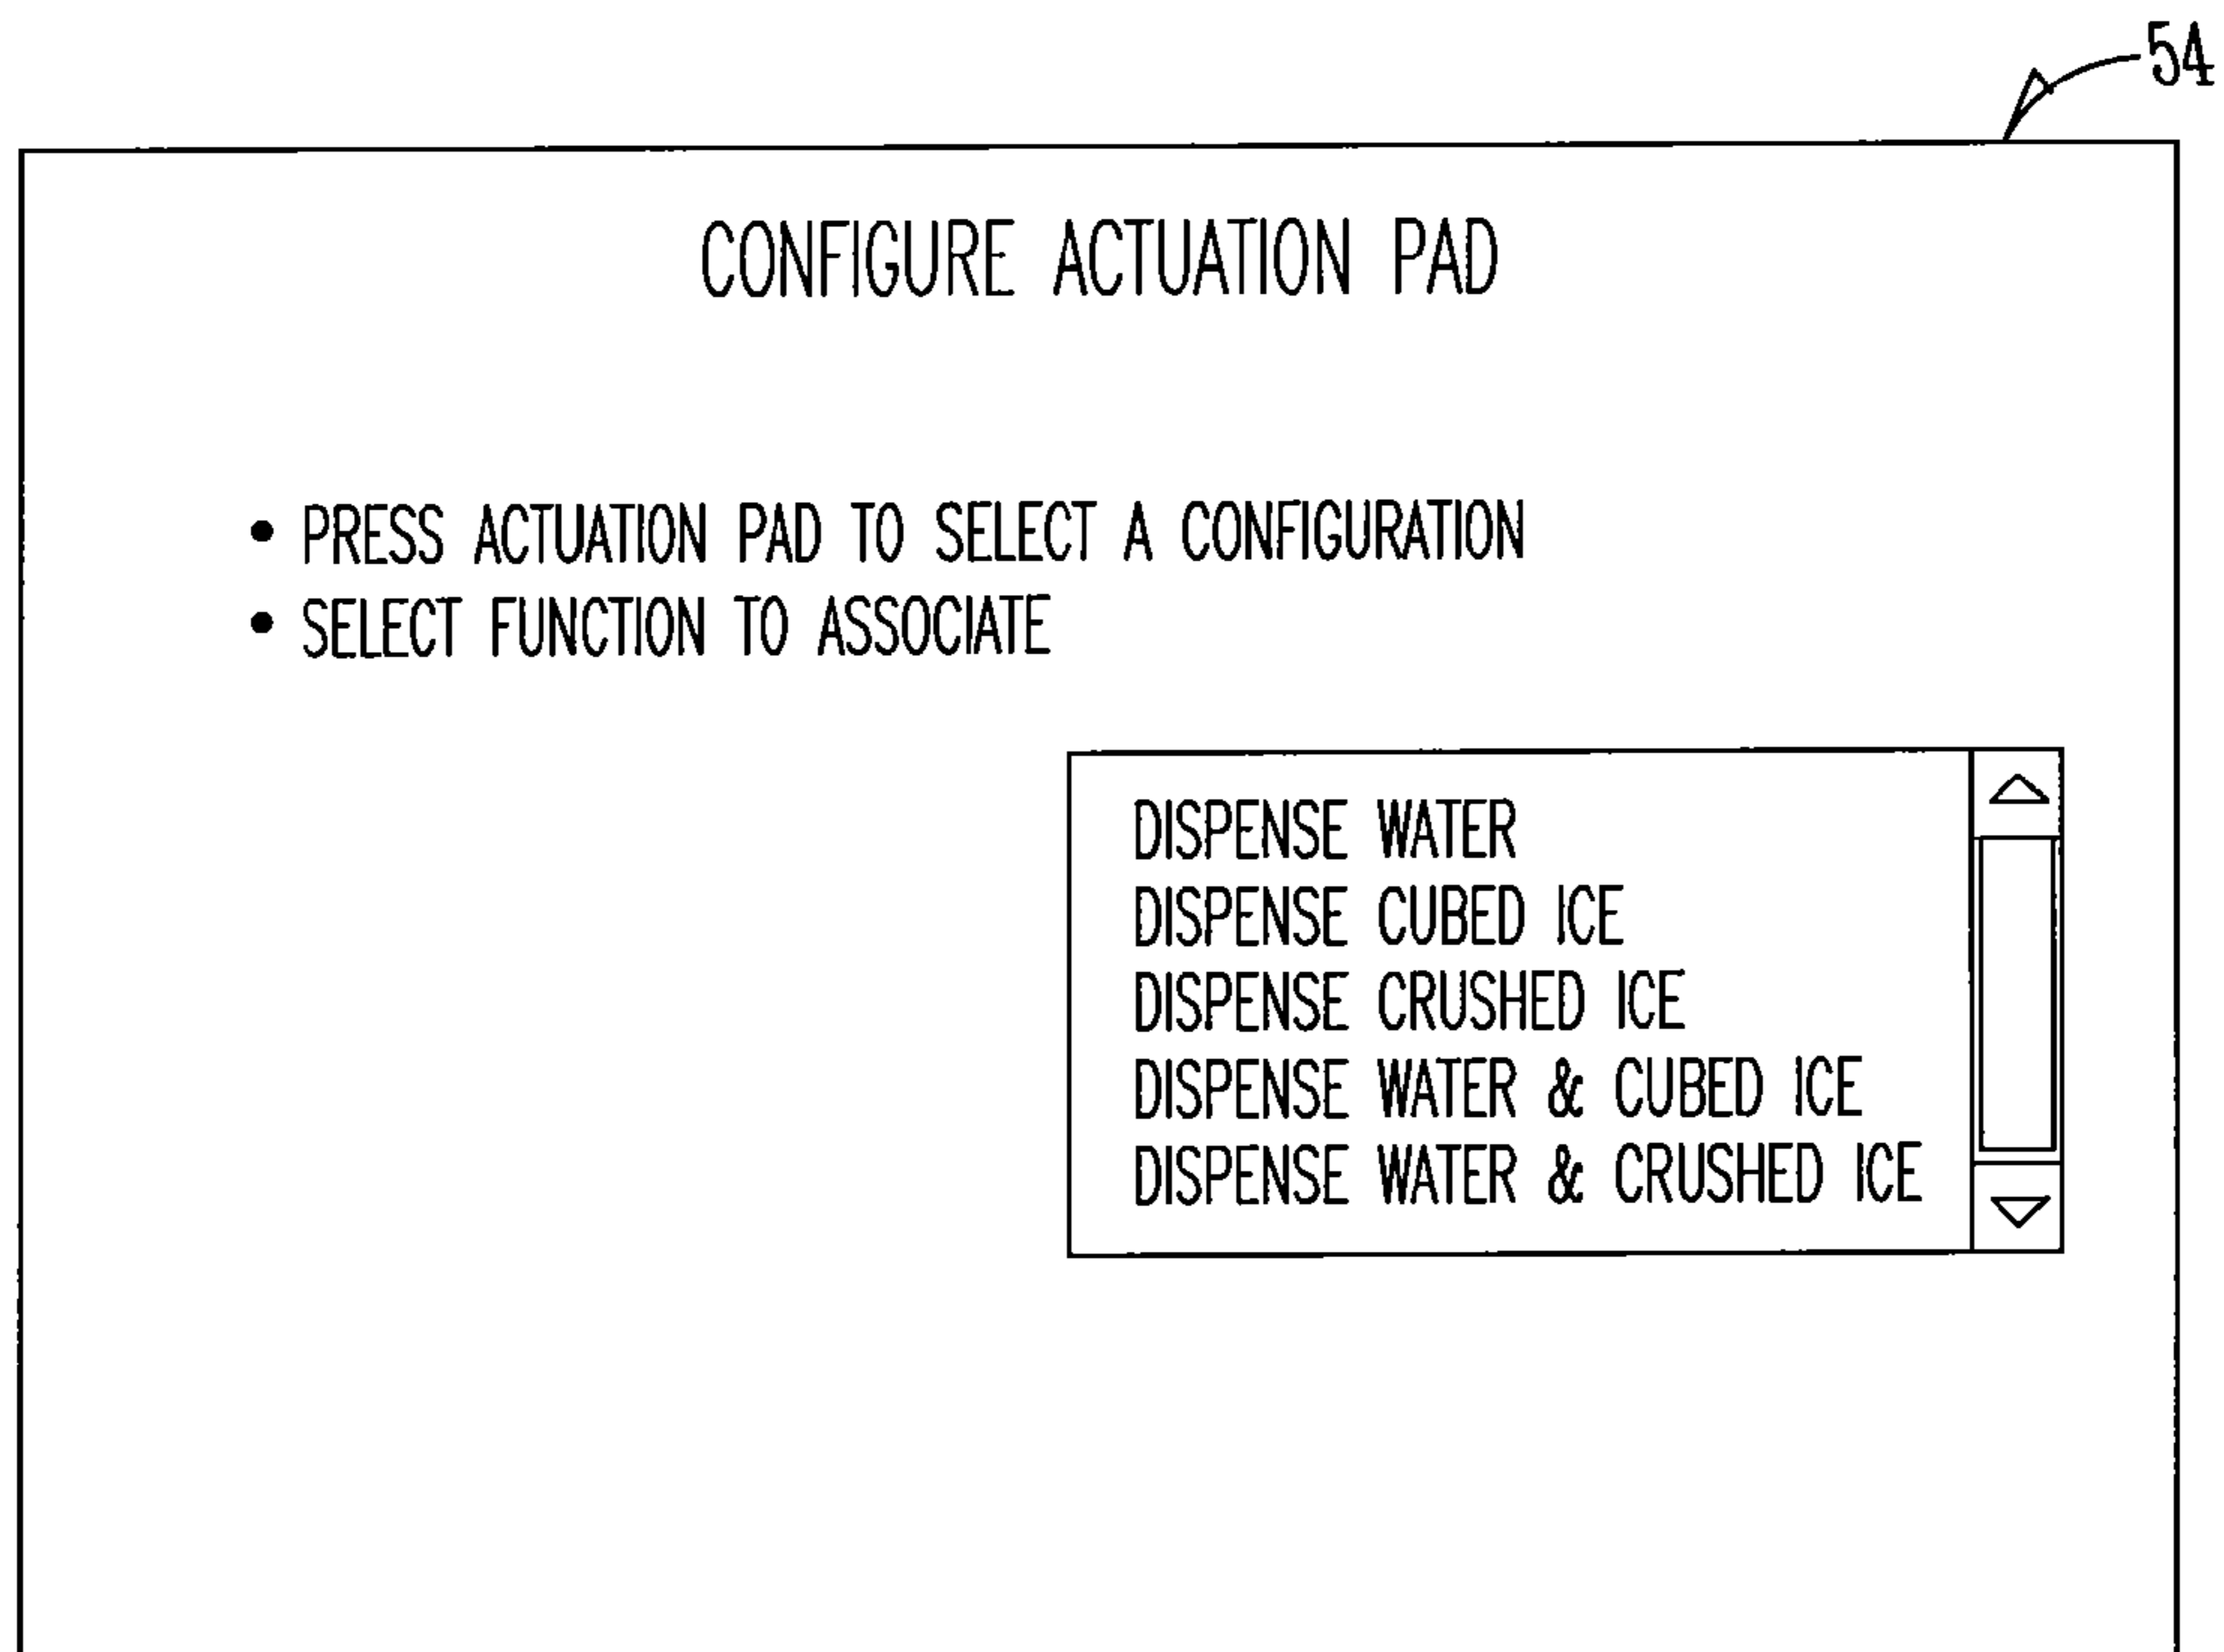 54
CONFIGURE ACTUATION PAD
• PRESS ACTUATION PAD TO SELECT A CONFIGURATION
• SELECT FUNCTION TO ASSOCIATE
DISPENSE WATER
DISPENSE CUBED ICE
DISPENSE CRUSHED ICE
DISPENSE WATER & CUBED ICE
DISPENSE WATER & CRUSHED ICE